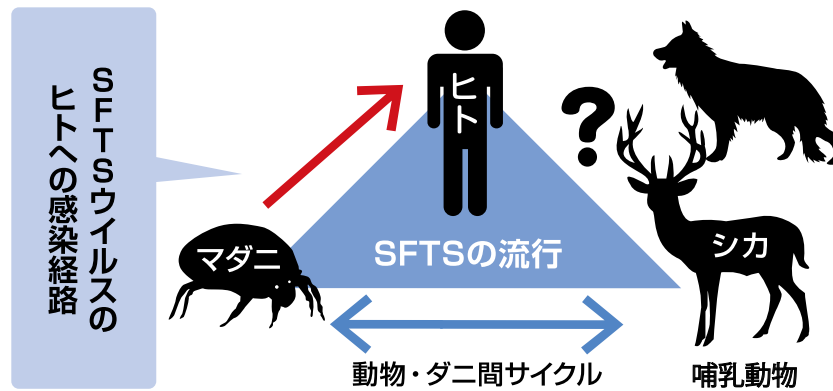 SFTSウイルスの
ヒトへの感染経路
ヒト
?
マダニ
SFTSの流行
シカ
動物・ダニ間サイクル
哺乳動物